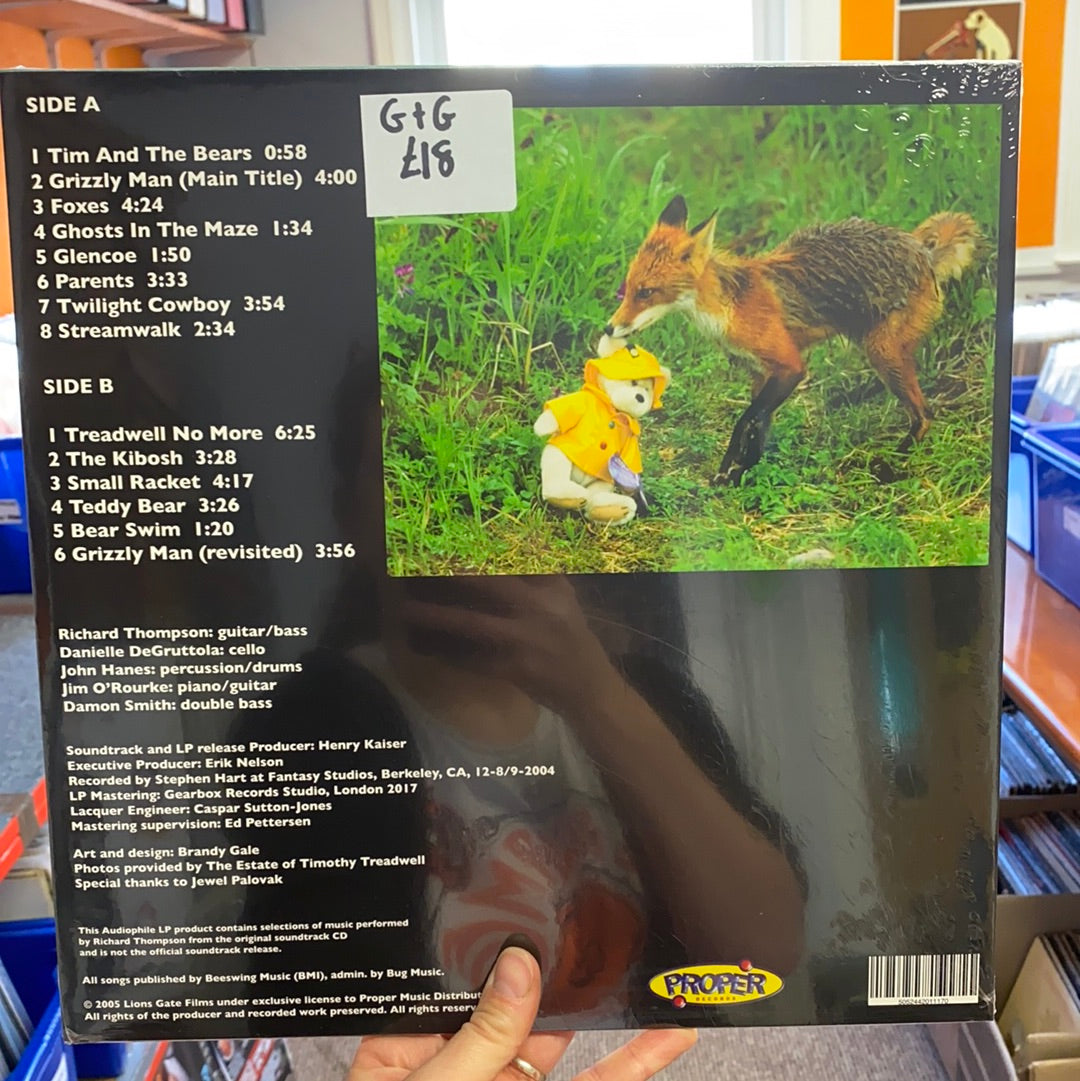 SIDE A
1 Tim And The Bears 0:58
2 Grizzly Man (Main Title) 4:00
3 Foxes 4:24
4 Ghosts In The Maze 1:34
5 Glencoe 1:50
6 Parents 3:33
7 Twilight Cowboy 3:54
8 Streamwalk 2:34
SIDE B
1 Treadwell No More 6:25
2 The Kibosh 3:28
3 Small Racket 4:17
4 Teddy Bear 3:26
5 Bear Swim 1:20
6 Grizzly Man (revisited) 3:56
G+G
£18
Richard Thompson: guitar/bass
Danielle DeGruttola: cello
John Hanes: percussion/drums
Jim O'Rourke: piano/guitar
Damon Smith: double bass
Soundtrack and LP release Producer: Henry Kaiser
Executive Producer: Erik Nelson
Recorded by Stephen Hart at Fantasy Studios, Berkeley, CA, 12-8/9-2004
LP Mastering: Gearbox Records Studio, London 2017
Lacquer Engineer: Caspar Sutton-Jones
Mastering supervision: Ed Pettersen
Art and design: Brandy Gale
Photos provided by The Estate of Timothy Treadwell
Special thanks to Jewel Palovak
This Audiophile LP product contains selections of music performed
by Richard Thompson from the original soundtrack CD
and is not the official soundtrack release.
All songs published by Beeswing Music (BMI), admin. by Bug Music.
© 2005 Lions Gate Films under exclusive license to Proper Music Distribut
All rights of the producer and recorded work preserved. All rights reserv
PROPER
RECORDS
5052442011170